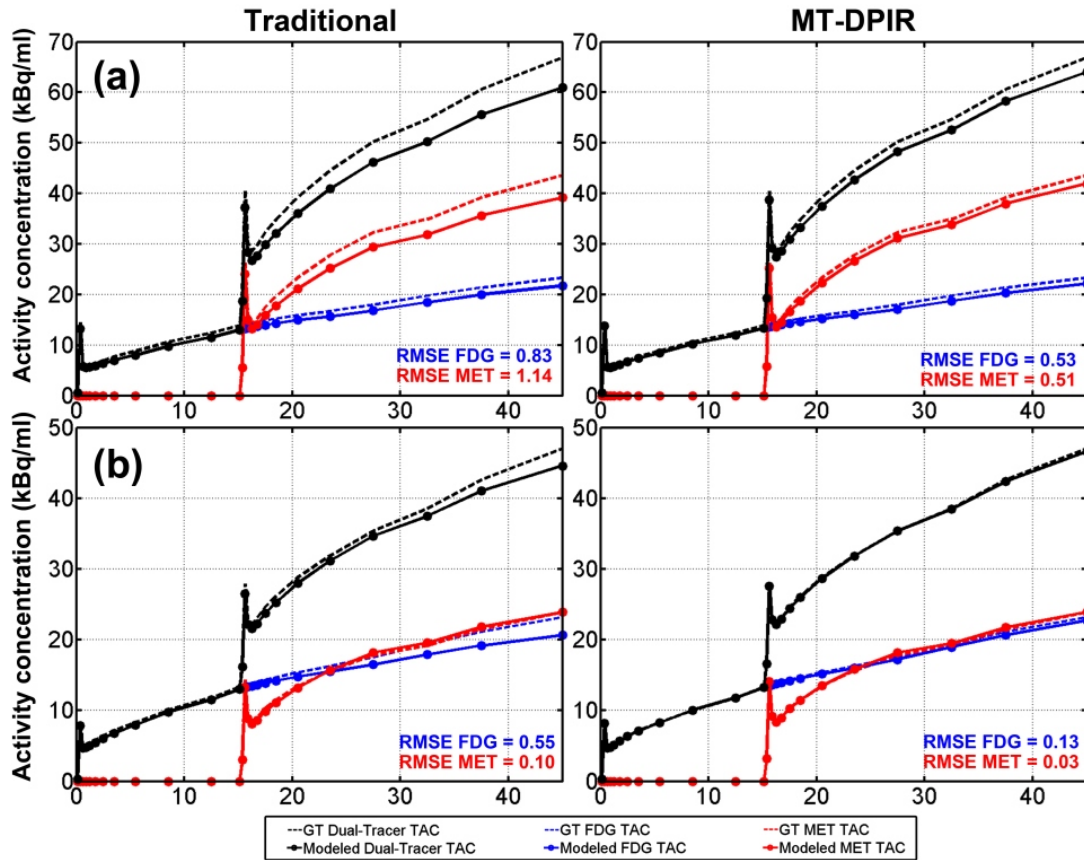 Traditional
MT-DPIR
(a)
Activity concentration (kBq/ml)
70
60
50
40
30
20
10
0
0 10 20 30 40
RMSE FDG = 0.83
RMSE MET = 1.14
70
60
50
40
30
20
10
0
0 10 20 30 40
RMSE FDG = 0.53
RMSE MET = 0.51
(b)
Activity concentration (kBq/ml)
50
40
30
20
10
0
0 10 20 30 40
RMSE FDG = 0.55
RMSE MET = 0.10
50
40
30
20
10
0
0 10 20 30 40
RMSE FDG = 0.13
RMSE MET = 0.03
GT Dual-Tracer TAC GT FDG TAC GT MET TAC
Modeled Dual-Tracer TAC Modeled FDG TAC Modeled MET TAC